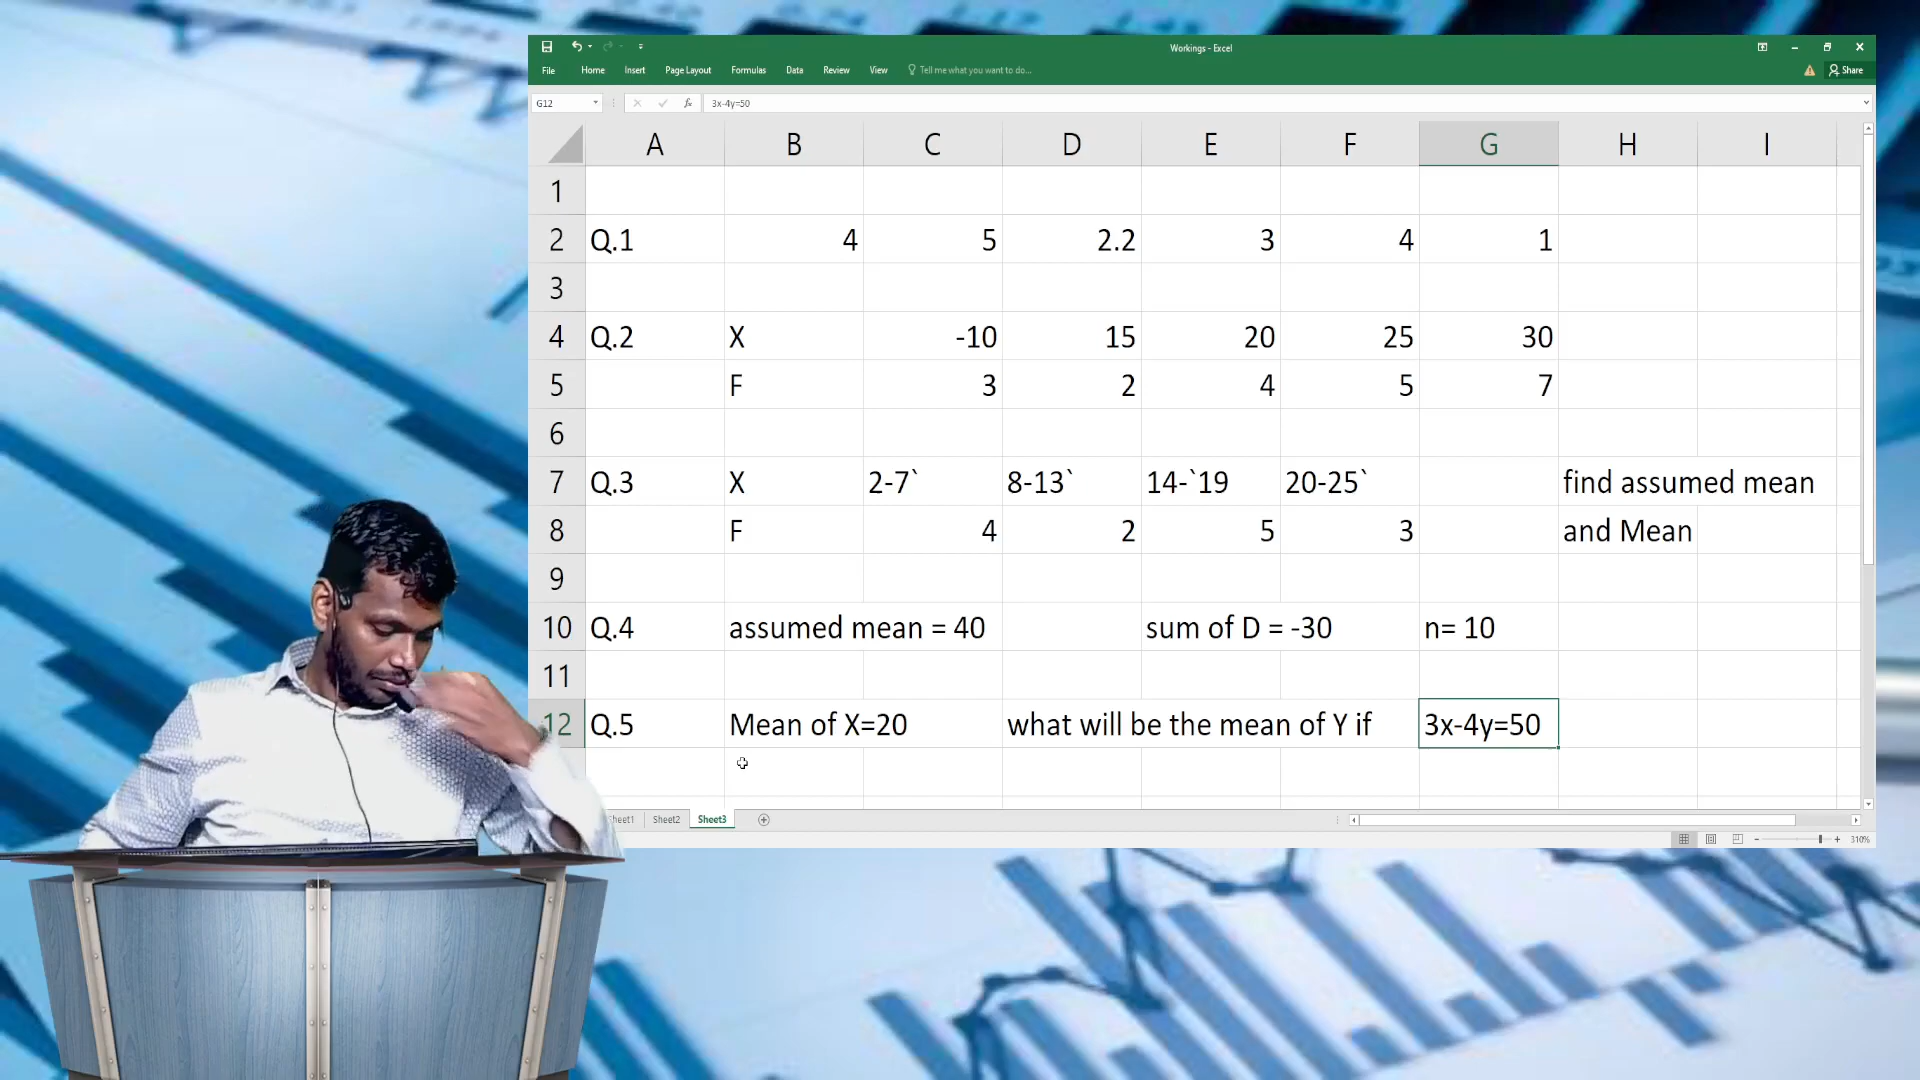 Workings - Excel
File Home Insert Page Layout Formulas Data Review View Tell me what you want to do... Share
G12 fx 3x-4y=50
A B C D E F G H I
1
2 Q.1 4 5 2.2 3 4 1
3
4 Q.2 X -10 15 20 25 30
5 F 3 2 4 5 7
6
7 Q.3 X 2-7` 8-13` 14-`19 20-25` find assumed mean
8 F 4 2 5 3 and Mean
9
10 Q.4 assumed mean = 40 sum of D = -30 n= 10
11
12 Q.5 Mean of X=20 what will be the mean of Y if 3x-4y=50
Sheet2 Sheet3
310%